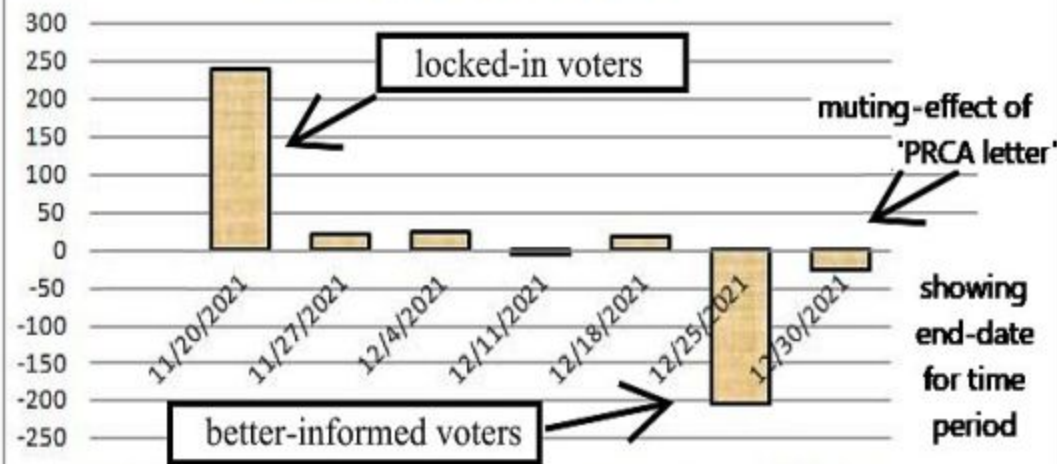 300
250
200
150
100
50
0
-50
-100
-150
-200
-250
locked-in voters
muting-effect of
'PRCA letter'
11/20/2021
11/27/2021
12/4/2021
12/11/2021
12/18/2021
12/25/2021
12/30/2021
showing
end-date
for time
period
better-informed voters